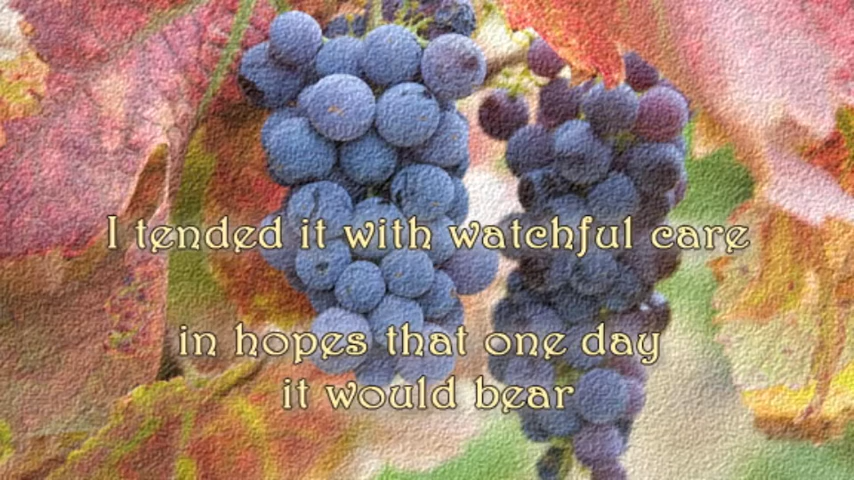 I tended it with watchful care
in hopes that one day
it would bear